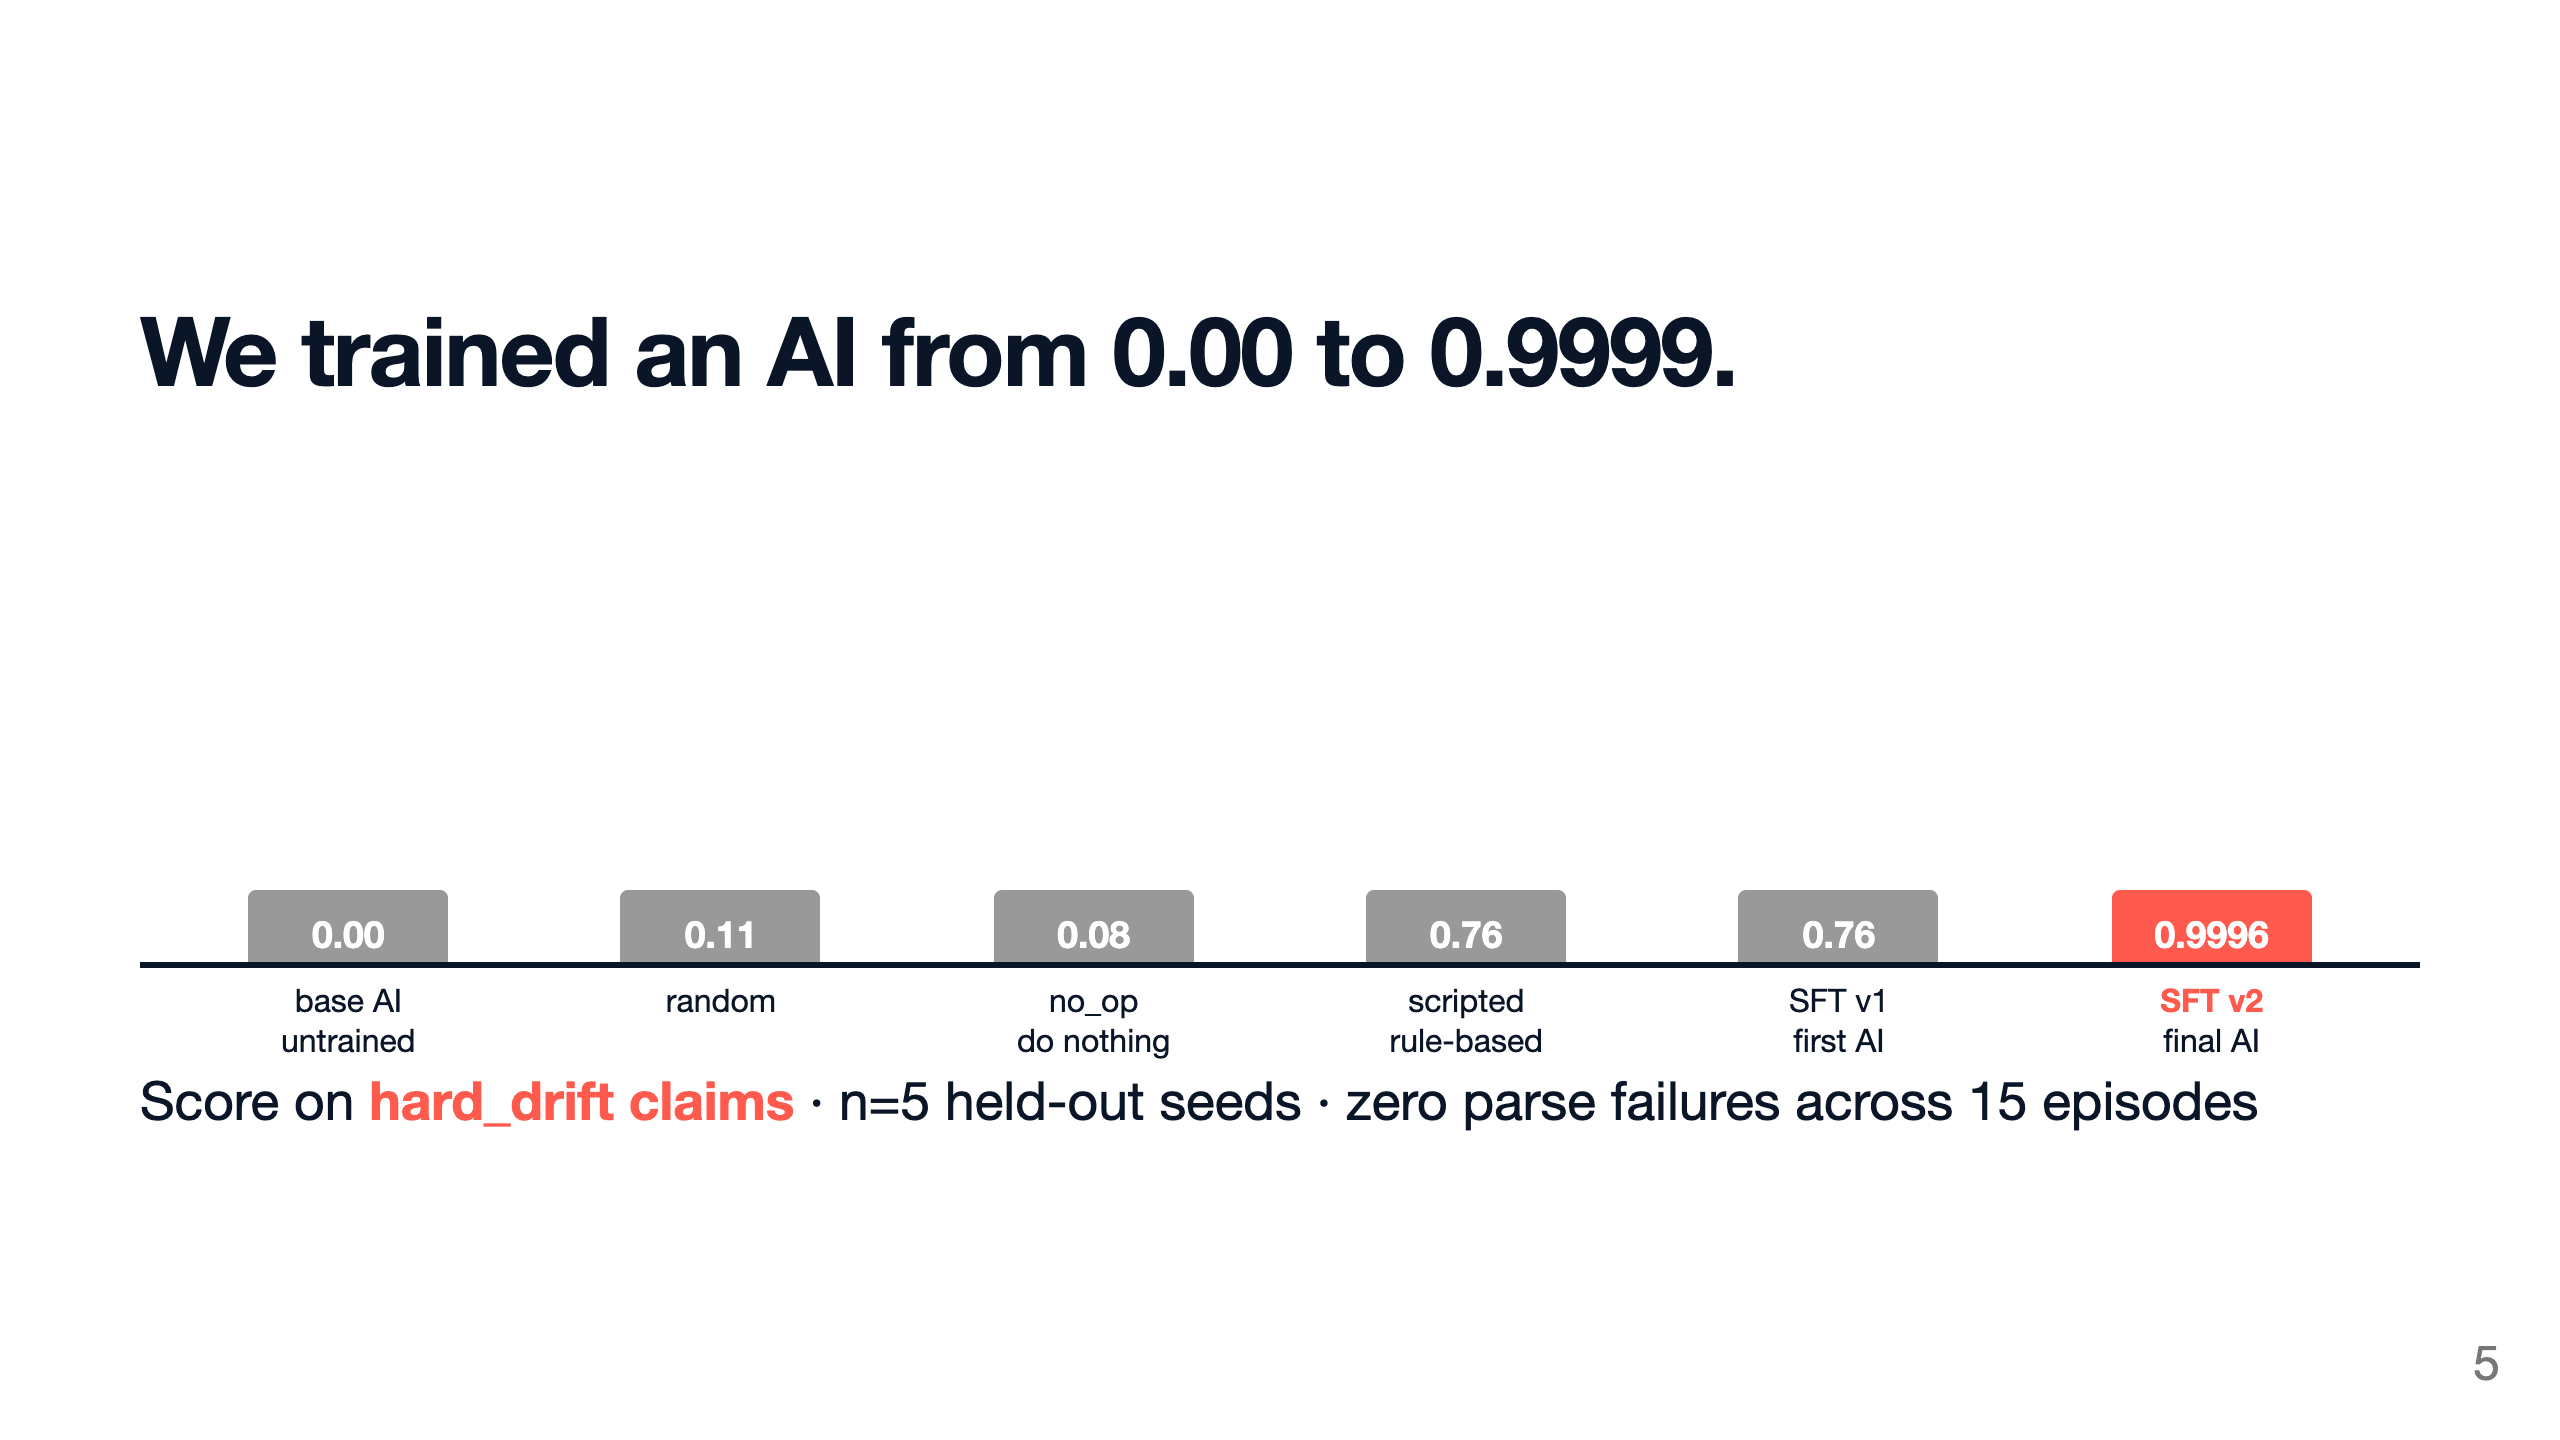 We trained an AI from 0.00 to 0.9999.
0.00 0.11 0.08 0.76 0.76 0.9996
base AI random no_op scripted SFT v1 SFT v2
untrained do nothing rule-based first AI final AI
Score on hard_drift claims · n=5 held-out seeds · zero parse failures across 15 episodes
5